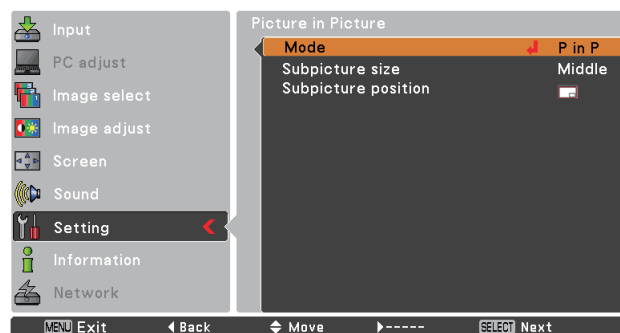 Input
PC adjust
Image select
Image adjust
Screen
Sound
Setting
Information
Network
Picture in Picture
Mode P in P
Subpicture size Middle
Subpicture position
MENU Exit Back Move ----- SELECT Next